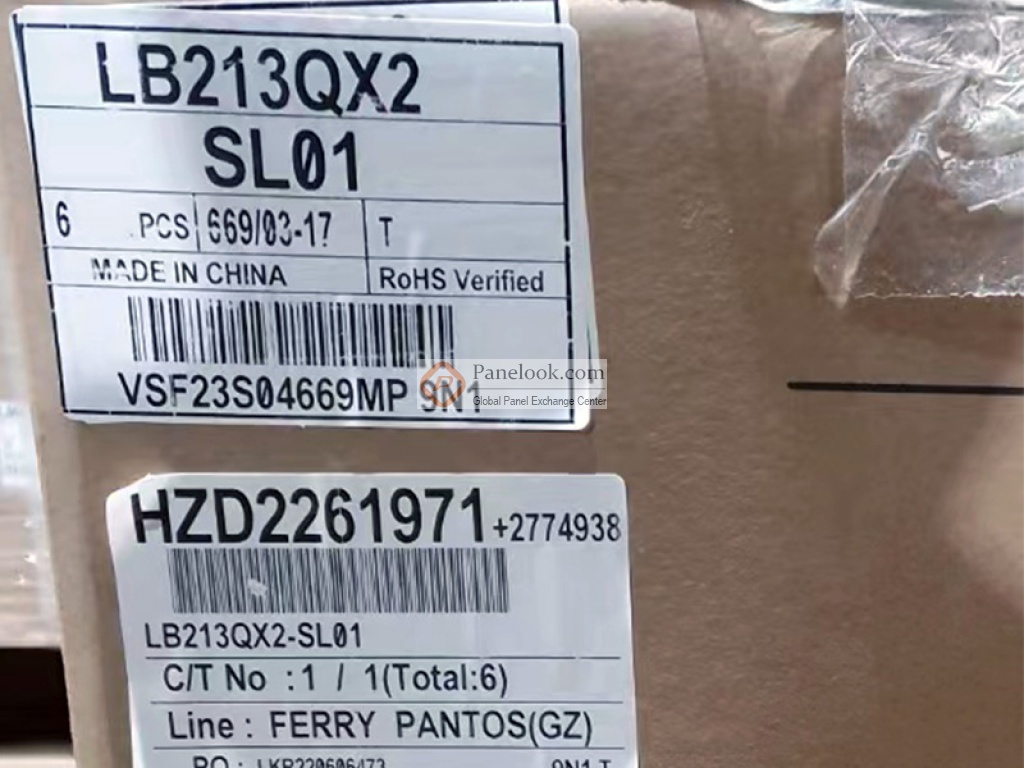 LB213QX2
SL01
6 PCS 669/03-17 T
MADE IN CHINA RoHS Verified
VSF23S04669MP 9N1
Panelook.com
Global Panel Exchange Center
HZD2261971 +2774938
LB213QX2-SL01
C/T No : 1 / 1(Total:6)
Line : FERRY PANTOS(GZ)